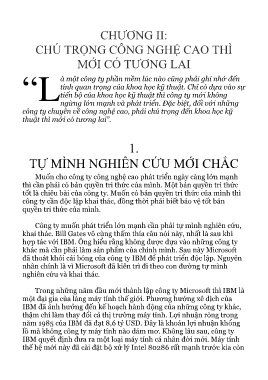 CHƯƠNG II:
CHÚ TRỌNG CÔNG NGHỆ CAO THÌ
MỚI CÓ TƯƠNG LAI
“Là một công ty phần mềm lúc nào cũng phải ghi nhớ đến
tính quan trọng của khoa học kỹ thuật. Chỉ có dựa vào sự
tiến bộ của khoa học kỹ thuật thì công ty mới không
ngừng lớn mạnh và phát triển. Đặc biệt, đối với những
công ty chuyên về công nghệ cao, phải chú trọng đến khoa học kỹ
thuật thì mới có tương lai”.
1.
TỰ MÌNH NGHIÊN CỨU MỚI CHẮC
Muốn cho công ty công nghệ cao phát triển ngày càng lớn mạnh
thì cần phải có bản quyền tri thức của mình. Một bản quyền tri thức
tốt là chiêu bài của công ty. Muốn có bản quyền tri thức của mình thì
công ty cần độc lập khai thác, đồng thời phải biết bảo vệ tốt bản
quyền tri thức của mình.
Công ty muốn phát triển lớn mạnh cần phải tự mình nghiên cứu,
khai thác. Bill Gates vô cùng thấm thía câu nói này, nhất là sau khi
hợp tác với IBM. Ông hiểu rằng không được dựa vào những công ty
khác mà cần phải làm sản phẩm của chính mình. Sau này Microsoft
đã thoát khỏi cái bóng của công ty IBM để phát triển độc lập. Nguyên
nhân chính là vì Microsoft đã kiên trì đi theo con đường tự mình
nghiên cứu và khai thác.
Trong những năm đầu mới thành lập công ty Microsoft thì IBM là
một đại gia của làng máy tính thế giới. Phương hướng xê dịch của
IBM đã ảnh hưởng đến kế hoạch hành động của những công ty khác,
thậm chí làm thay đổi cả thị trường máy tính. Lợi nhuận ròng trong
năm 1985 của IBM đã đạt 6,6 tỷ USD. Đây là khoản lợi nhuận khổng
lồ mà không công ty máy tính nào dám mơ. Không lâu sau, công ty
IBM quyết định đưa ra một loại máy tính cá nhân đời mới. Máy tính
thế hệ mới này đã cài đặt bộ xử lý Intel 80286 rất mạnh trước kia còn